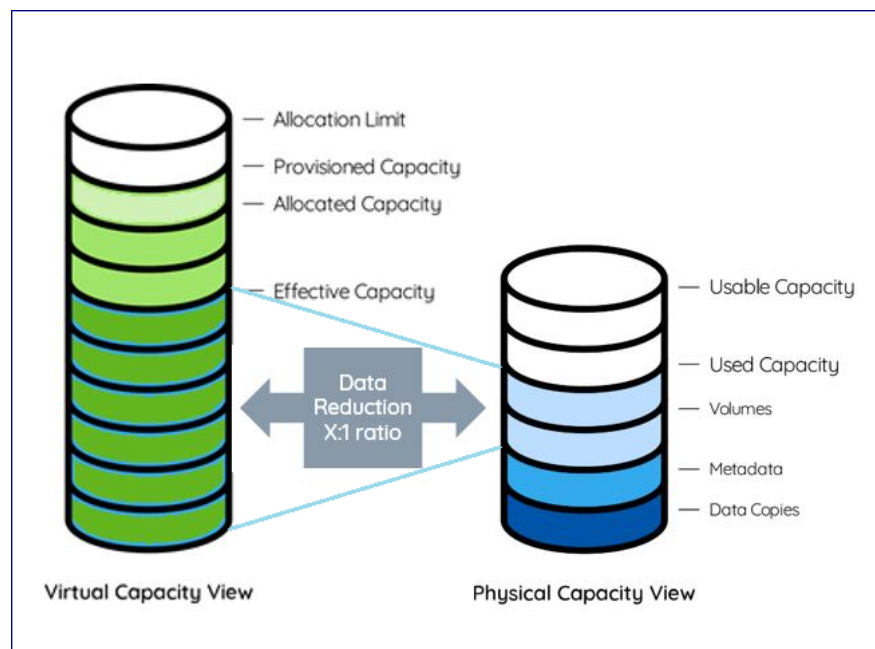 Allocation Limit
Provisioned Capacity
Allocated Capacity
Effective Capacity
Data
Reduction
X:1 ratio
Usable Capacity
Used Capacity
Volumes
Metadata
Data Copies
Virtual Capacity View
Physical Capacity View